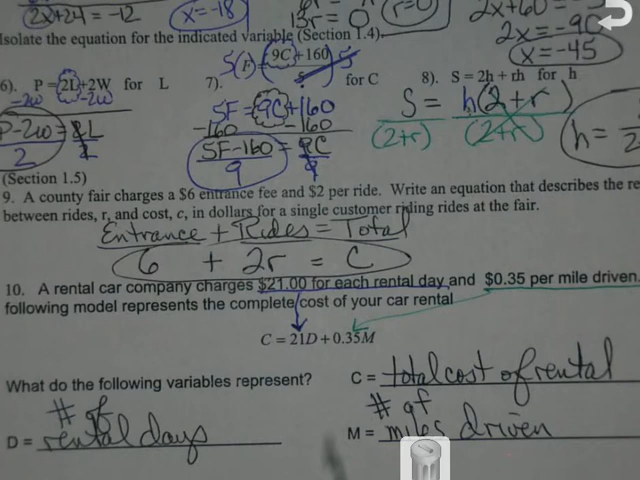 2x+24 = -12
x=-18
13r = 0
r=0
2x+60 =
2x = -90
x=-45
Isolate the equation for the indicated variable (Section 1.4).
6). P = 2L+2W for L
-2w -2w
P-2w = 2L
2 2
7). 5(F) = (9C+160) 5
5
for C
5F = 9C+160
-160 -160
5F-160 = 9C
9 9
8). S = 2h + rh for h
S = h(2+r)
(2+r) (2+r)
h =
(Section 1.5)
9. A county fair charges a $6 entrance fee and $2 per ride. Write an equation that describes the re
between rides, r, and cost, c, in dollars for a single customer riding rides at the fair.
Entrance + Rides = Total
6 + 2r = C
10. A rental car company charges $21.00 for each rental day and $0.35 per mile driven.
following model represents the complete cost of your car rental
C = 21D + 0.35M
What do the following variables represent?
C = total cost of rental
# of
D = rental days
# of
M = miles driven